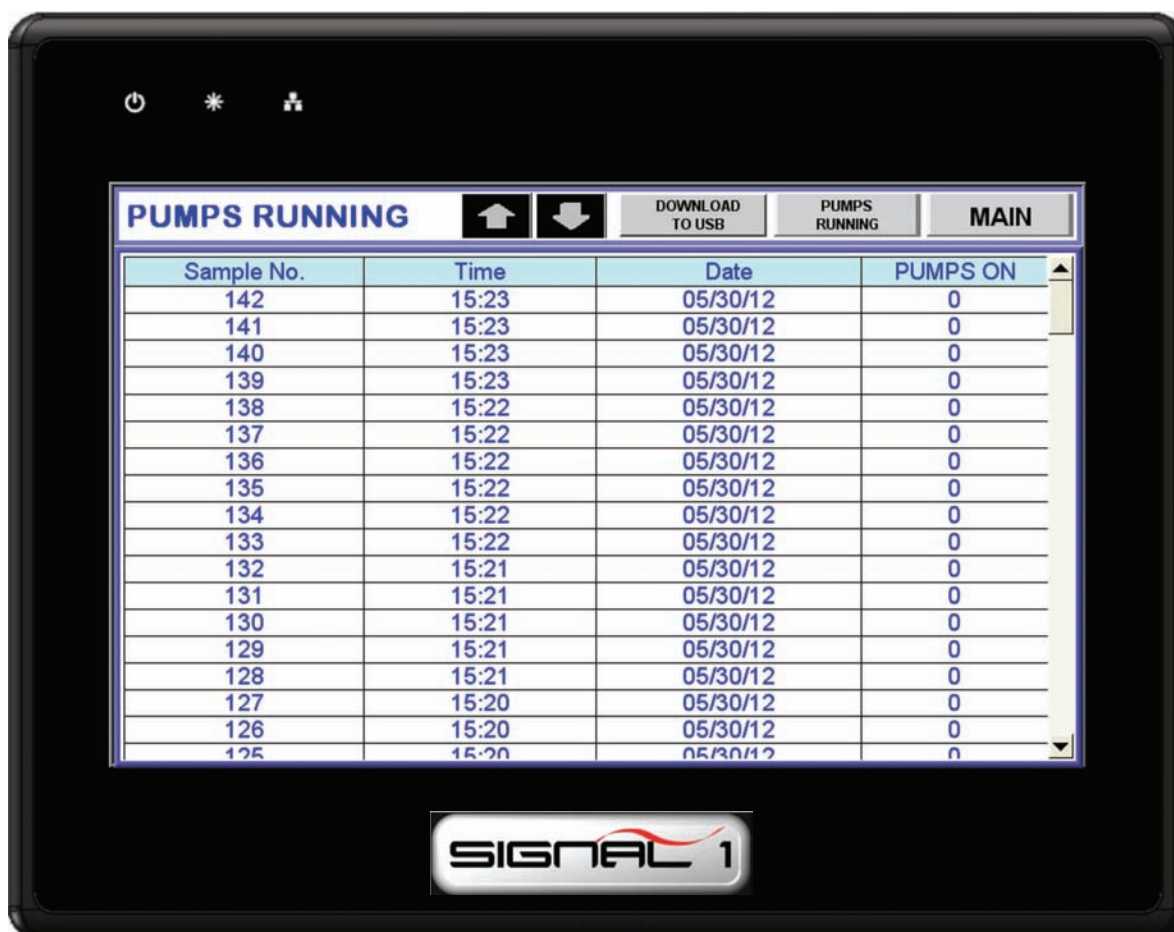 PUMPS RUNNING DOWNLOAD TO USB PUMPS RUNNING MAIN
Sample No. Time Date PUMPS ON
142 15:23 05/30/12 0
141 15:23 05/30/12 0
140 15:23 05/30/12 0
139 15:23 05/30/12 0
138 15:22 05/30/12 0
137 15:22 05/30/12 0
136 15:22 05/30/12 0
135 15:22 05/30/12 0
134 15:22 05/30/12 0
133 15:22 05/30/12 0
132 15:21 05/30/12 0
131 15:21 05/30/12 0
130 15:21 05/30/12 0
129 15:21 05/30/12 0
128 15:21 05/30/12 0
127 15:20 05/30/12 0
126 15:20 05/30/12 0
125 15:20 05/30/12 0
SIGNAL 1